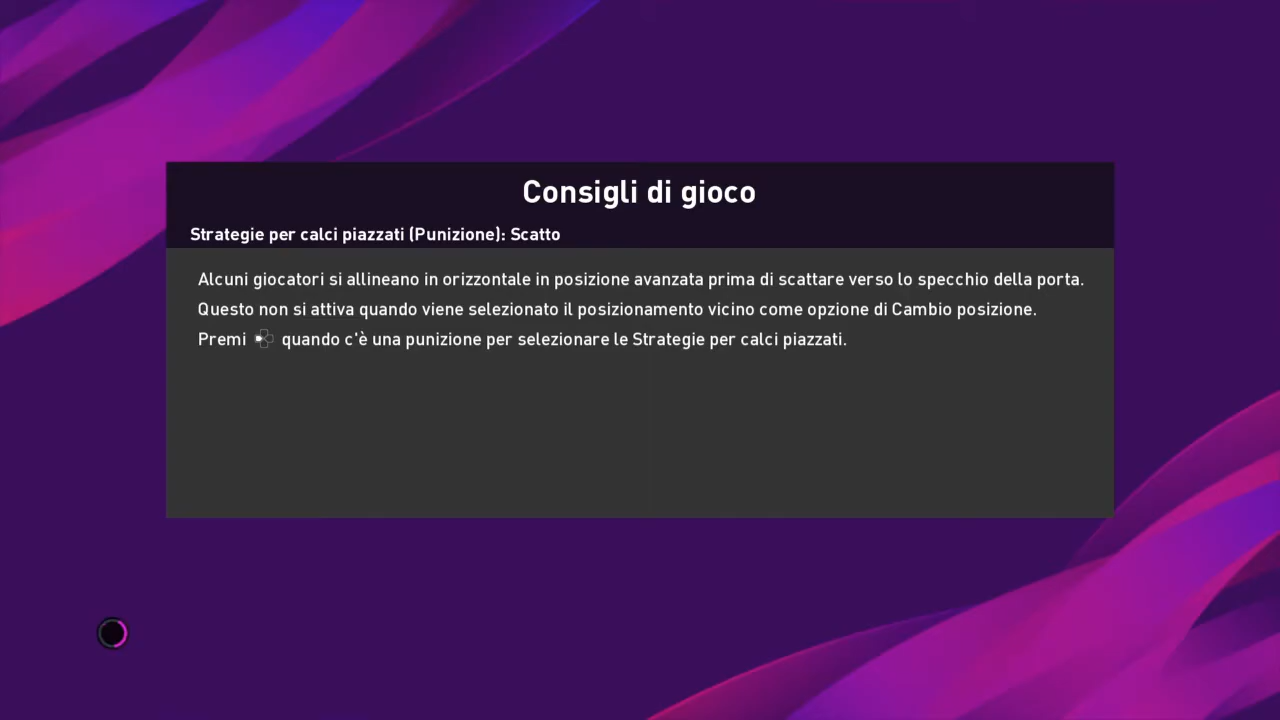 Consigli di gioco
Strategie per calci piazzati (Punizione): Scatto
Alcuni giocatori si allineano in orizzontale in posizione avanzata prima di scattare verso lo specchio della porta.
Questo non si attiva quando viene selezionato il posizionamento vicino come opzione di Cambio posizione.
Premi quando c'è una punizione per selezionare le Strategie per calci piazzati.